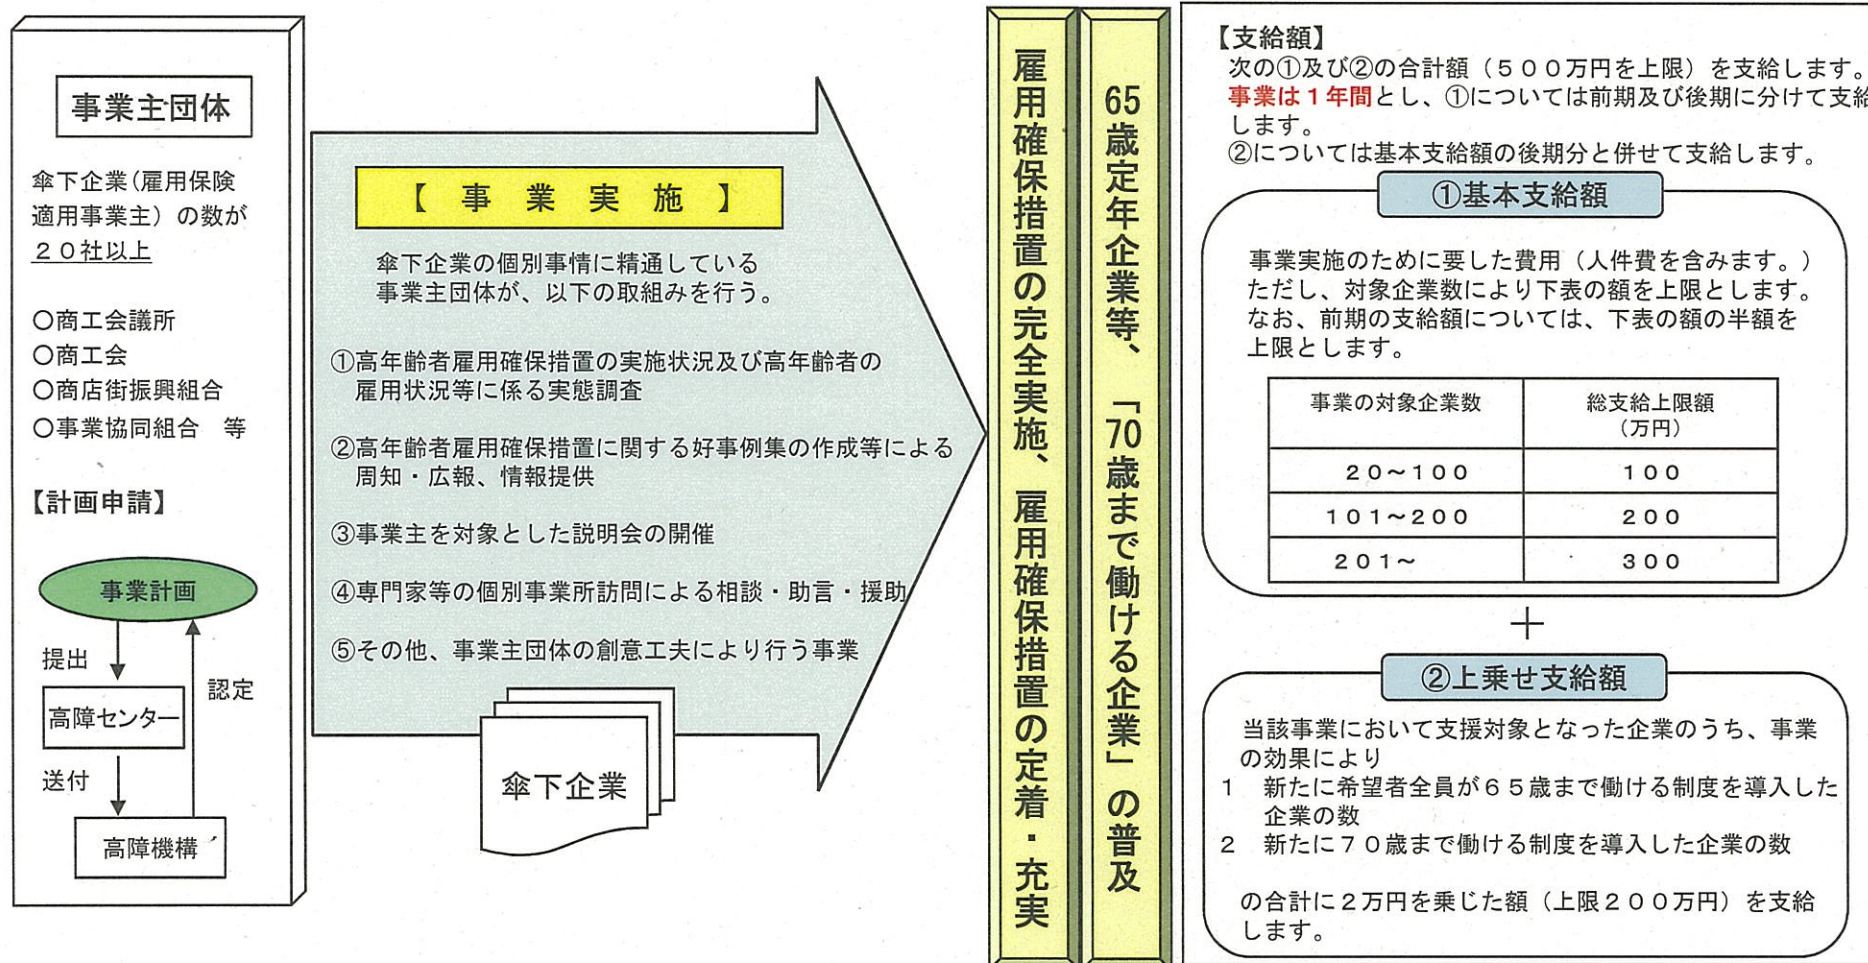 事業主団体
傘下企業(雇用保険
適用事業主）の数が
２０社以上
〇商工会議所
〇商工会
〇商店街振興組合
〇事業協同組合　等
【計画申請】
事業計画
提出
認定
高障センター
送付
高障機構
【　事　業　実　施　】
傘下企業の個別事情に精通している
事業主団体が、以下の取組みを行う。
①高年齢者雇用確保措置の実施状況及び高年齢者の
雇用状況等に係る実態調査
②高年齢者雇用確保措置に関する好事例集の作成等による
周知・広報、情報提供
③事業主を対象とした説明会の開催
④専門家等の個別事業所訪問による相談・助言・援助
⑤その他、事業主団体の創意工夫により行う事業
傘下企業
65歳定年企業等、「70歳まで働ける企業」の普及
雇用確保措置の完全実施、雇用確保措置の定着・充実
【支給額】
次の①及び②の合計額（５００万円を上限）を支給します。
事業は１年間とし、①については前期及び後期に分けて支給
します。
②については基本支給額の後期分と併せて支給します。
①基本支給額
事業実施のために要した費用（人件費を含みます。）
ただし、対象企業数により下表の額を上限とします。
なお、前期の支給額については、下表の額の半額を
上限とします。
事業の対象企業数　総支給上限額
（万円）
２０～１００　１００
１０１～２００　２００
２０１～　３００
＋
②上乗せ支給額
当該事業において支援対象となった企業のうち、事業
の効果により
１　新たに希望者全員が６５歳まで働ける制度を導入した
企業の数
２　新たに７０歳まで働ける制度を導入した企業の数
の合計に２万円を乗じた額（上限２００万円）を支給
します。